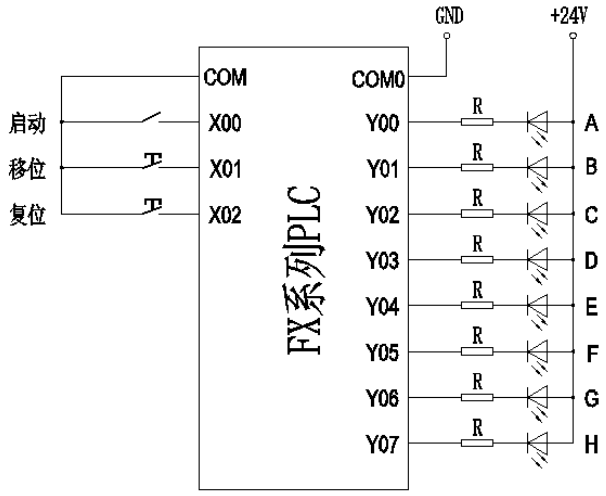 GND +24V
COM COM0
启动 X00 Y00 R A
移位 X01 Y01 R B
复位 X02 Y02 R C
FX系列PLC
Y03 R D
Y04 R E
Y05 R F
Y06 R G
Y07 R H